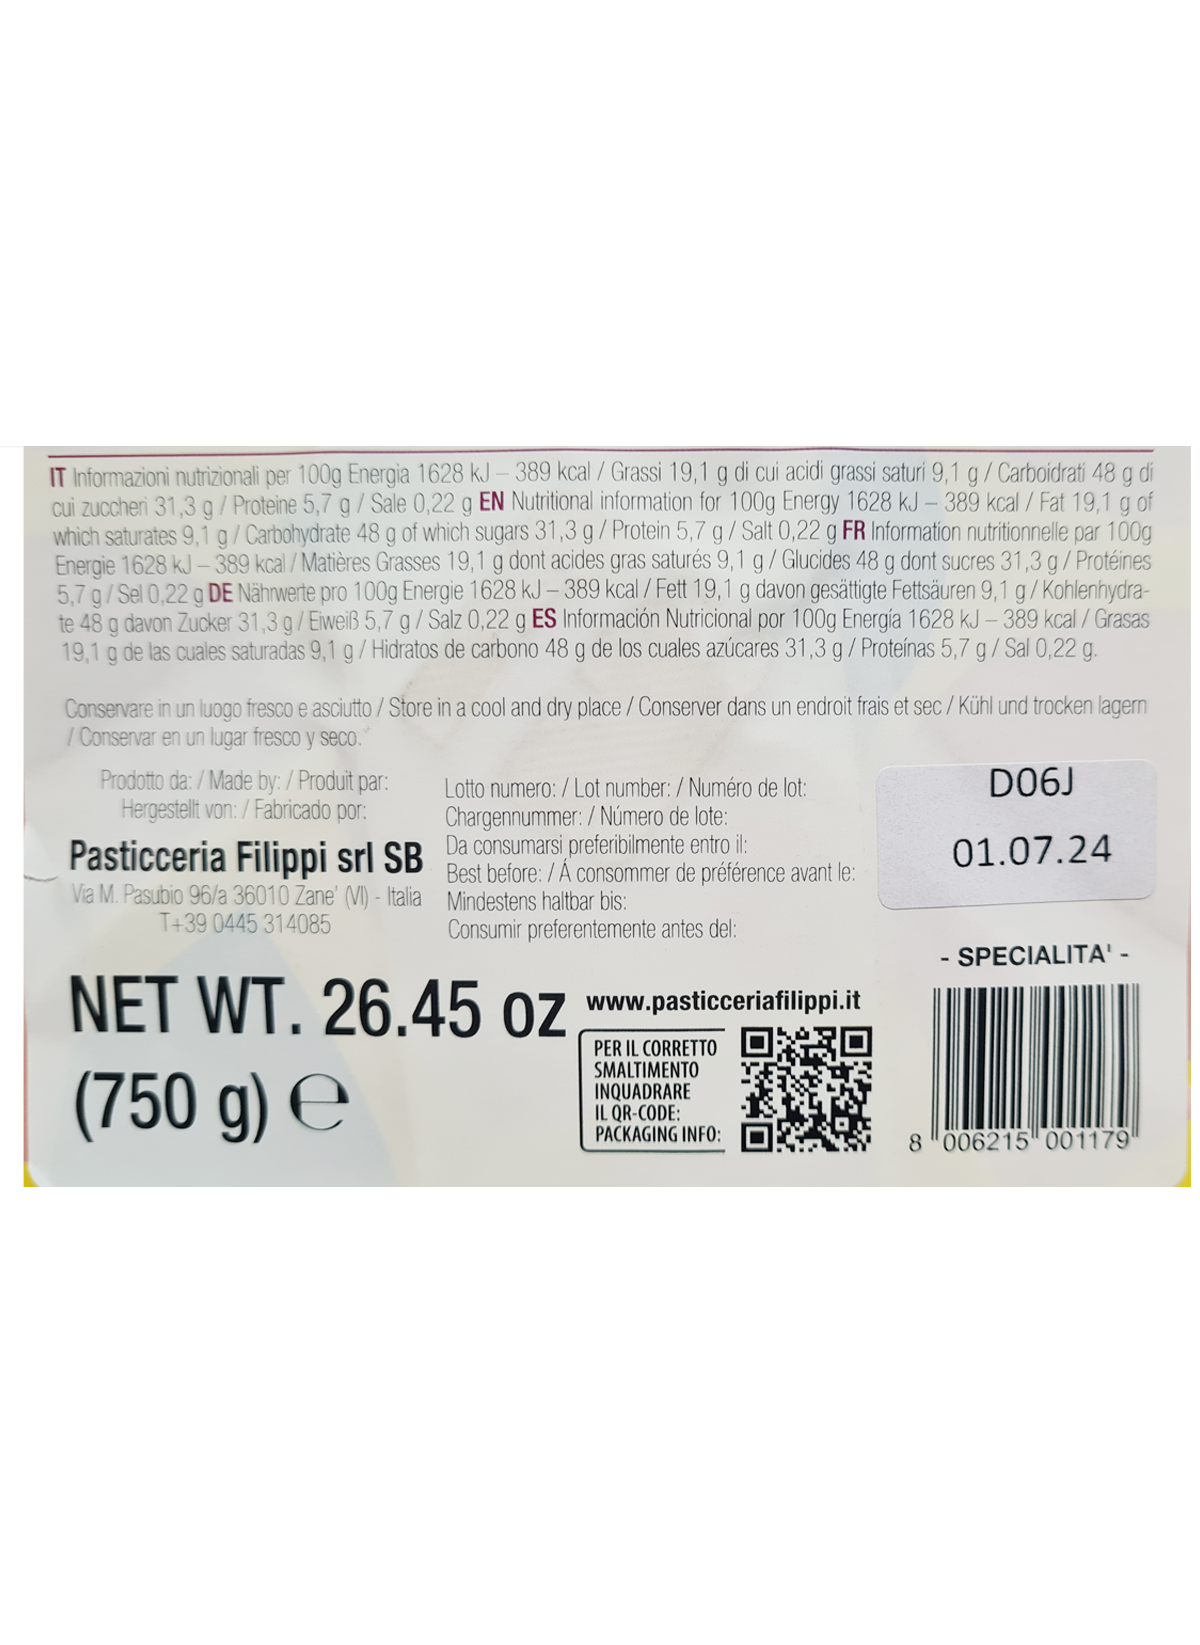 IT Informazioni nutrizionali per 100g Energia 1628 kJ – 389 kcal / Grassi 19,1 g di cui acidi grassi saturi 9,1 g / Carboidrati 48 g di
cui zuccheri 31,3 g / Proteine 5,7 g / Sale 0,22 g EN Nutritional information for 100g Energy 1628 kJ – 389 kcal / Fat 19,1 g of
which saturates 9,1 g / Carbohydrate 48 g of which sugars 31,3 g / Protein 5,7 g / Salt 0,22 g FR Information nutritionnelle par 100g
Energie 1628 kJ – 389 kcal / Matières Grasses 19,1 g dont acides gras saturés 9,1 g / Glucides 48 g dont sucres 31,3 g / Protéines
5,7 g / Sel 0,22 g DE Nährwerte pro 100g Energie 1628 kJ – 389 kcal / Fett 19,1 g davon gesättigte Fettsäuren 9,1 g / Kohlenhydra-
te 48 g davon Zucker 31,3 g / Eiweiß 5,7 g / Salz 0,22 g ES Información Nutricional por 100g Energía 1628 kJ – 389 kcal / Grasas
19,1 g de las cuales saturadas 9,1 g / Hidratos de carbono 48 g de los cuales azúcares 31,3 g / Proteínas 5,7 g / Sal 0,22 g.
Conservare in un luogo fresco e asciutto / Store in a cool and dry place / Conserver dans un endroit frais et sec / Kühl und trocken lagern
/ Conservar en un lugar fresco y seco.
Prodotto da: / Made by: / Produit par:
Hergestellt von: / Fabricado por:
Pasticceria Filippi srl SB
Via M. Pasubio 96/a 36010 Zane' (VI) - Italia
T+39 0445 314085
Lotto numero: / Lot number: / Numéro de lot:
Chargennummer: / Número de lote:
Da consumarsi preferibilmente entro il:
Best before: / Á consommer de préférence avant le:
Mindestens haltbar bis:
Consumir preferentemente antes del:
D06J
01.07.24
NET WT. 26.45 oz
(750 g) ℮
www.pasticceriafilippi.it
PER IL CORRETTO
SMALTIMENTO
INQUADRARE
IL QR-CODE:
PACKAGING INFO:
- SPECIALITA' -
8 006215 001179